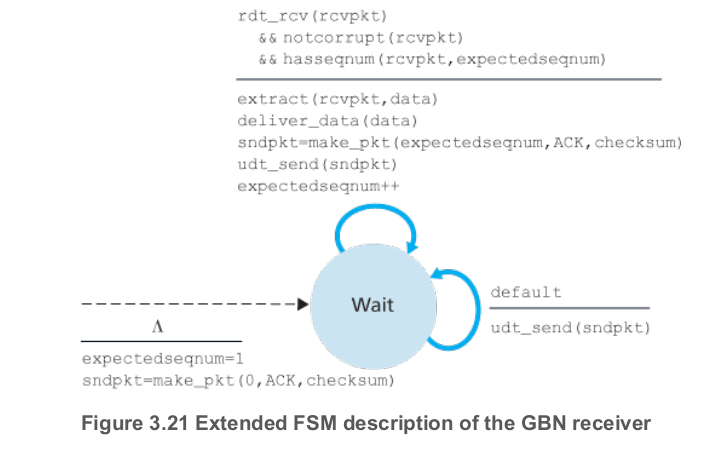 rdt_rcv(rcvpkt)
&& notcorrupt(rcvpkt)
&& hasseqnum(rcvpkt,expectedseqnum)
extract(rcvpkt,data)
deliver_data(data)
sndpkt=make_pkt(expectedseqnum,ACK,checksum)
udt_send(sndpkt)
expectedseqnum++
Wait
default
udt_send(sndpkt)
Λ
expectedseqnum=1
sndpkt=make_pkt(0,ACK,checksum)
Figure 3.21 Extended FSM description of the GBN receiver